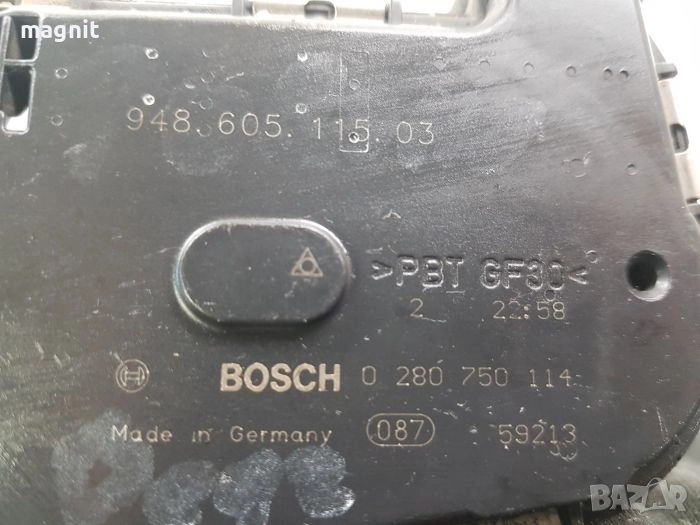 magnit
948.605.115.03
>PBT GF30<
2 22:58
BOSCH 0 280 750 114
Made in Germany 087 59213
BAZAR